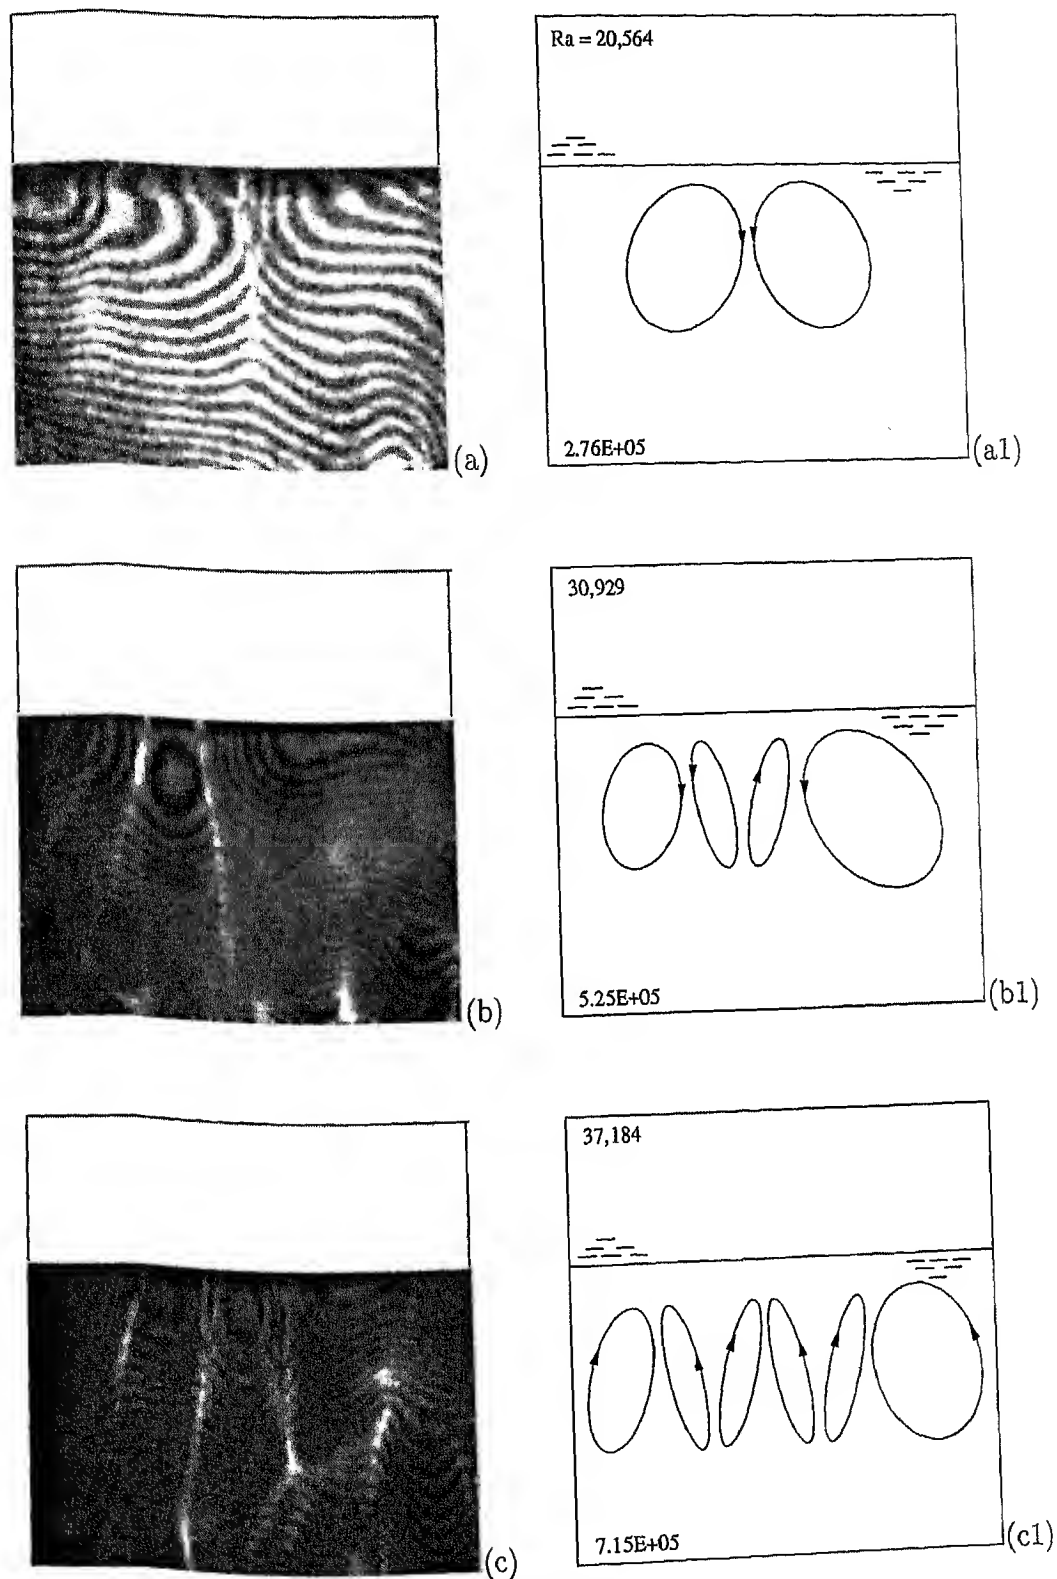 Ra = 20,564
2.76E+05
(a)
(a1)
30,929
5.25E+05
(b)
(b1)
37,184
7.15E+05
(c)
(c1)